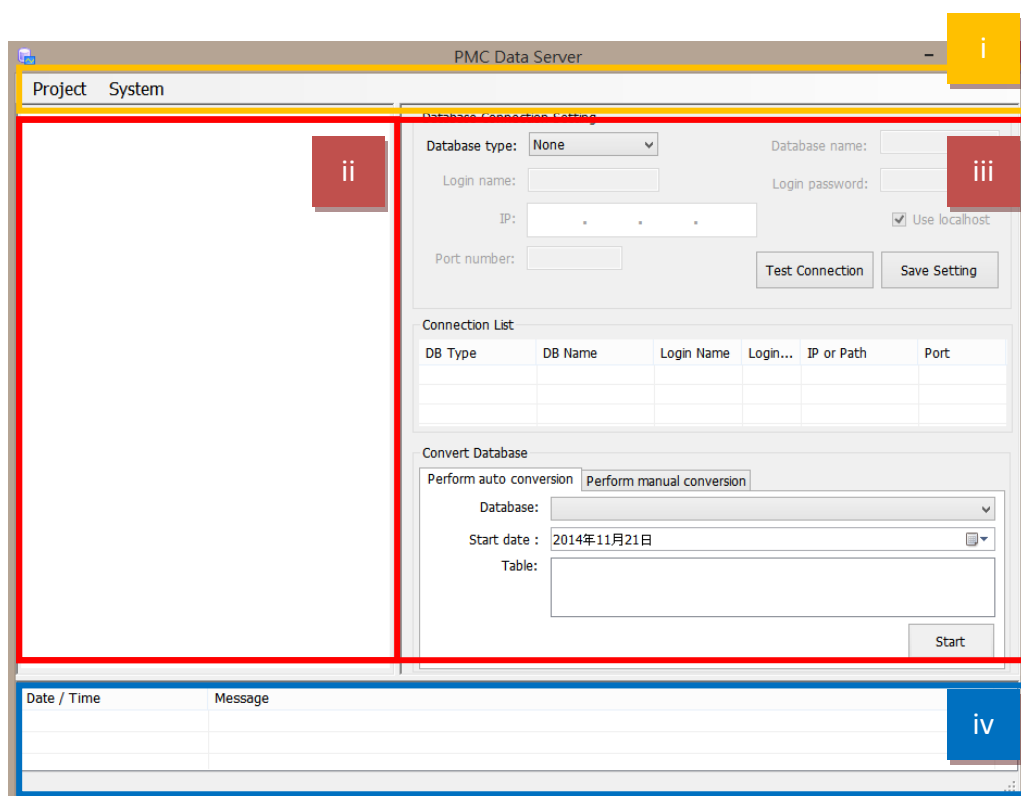 PMC Data Server
i
Project System
Database Connection Setting
ii
Database type: None
Database name:
iii
Login name:
Login password:
IP: . . .
Use localhost
Port number:
Test Connection Save Setting
Connection List
DB Type DB Name Login Name Login... IP or Path Port
Convert Database
Perform auto conversion Perform manual conversion
Database:
Start date : 2014年11月21日
Table:
Start
Date / Time Message
iv